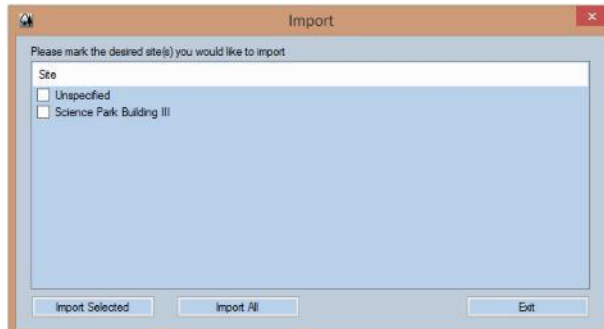 Import
Please mark the desired site(s) you would like to import
Site
Unspecified
Science Park Building III
Import Selected
Import All
Exit